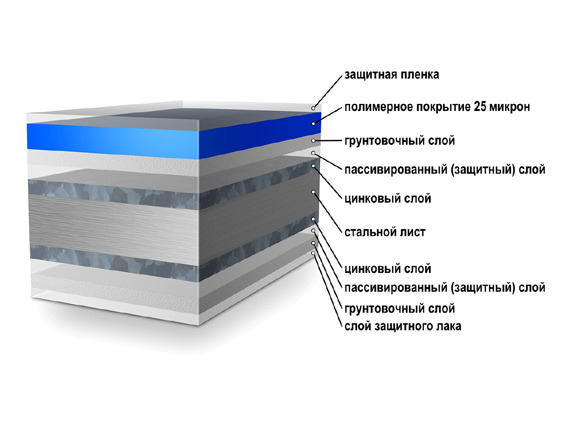 защитная пленка
полимерное покрытие 25 микрон
грунтовочный слой
пассивированный (защитный) слой
цинковый слой
стальной лист
цинковый слой
пассивированный (защитный) слой
грунтовочный слой
слой защитного лака